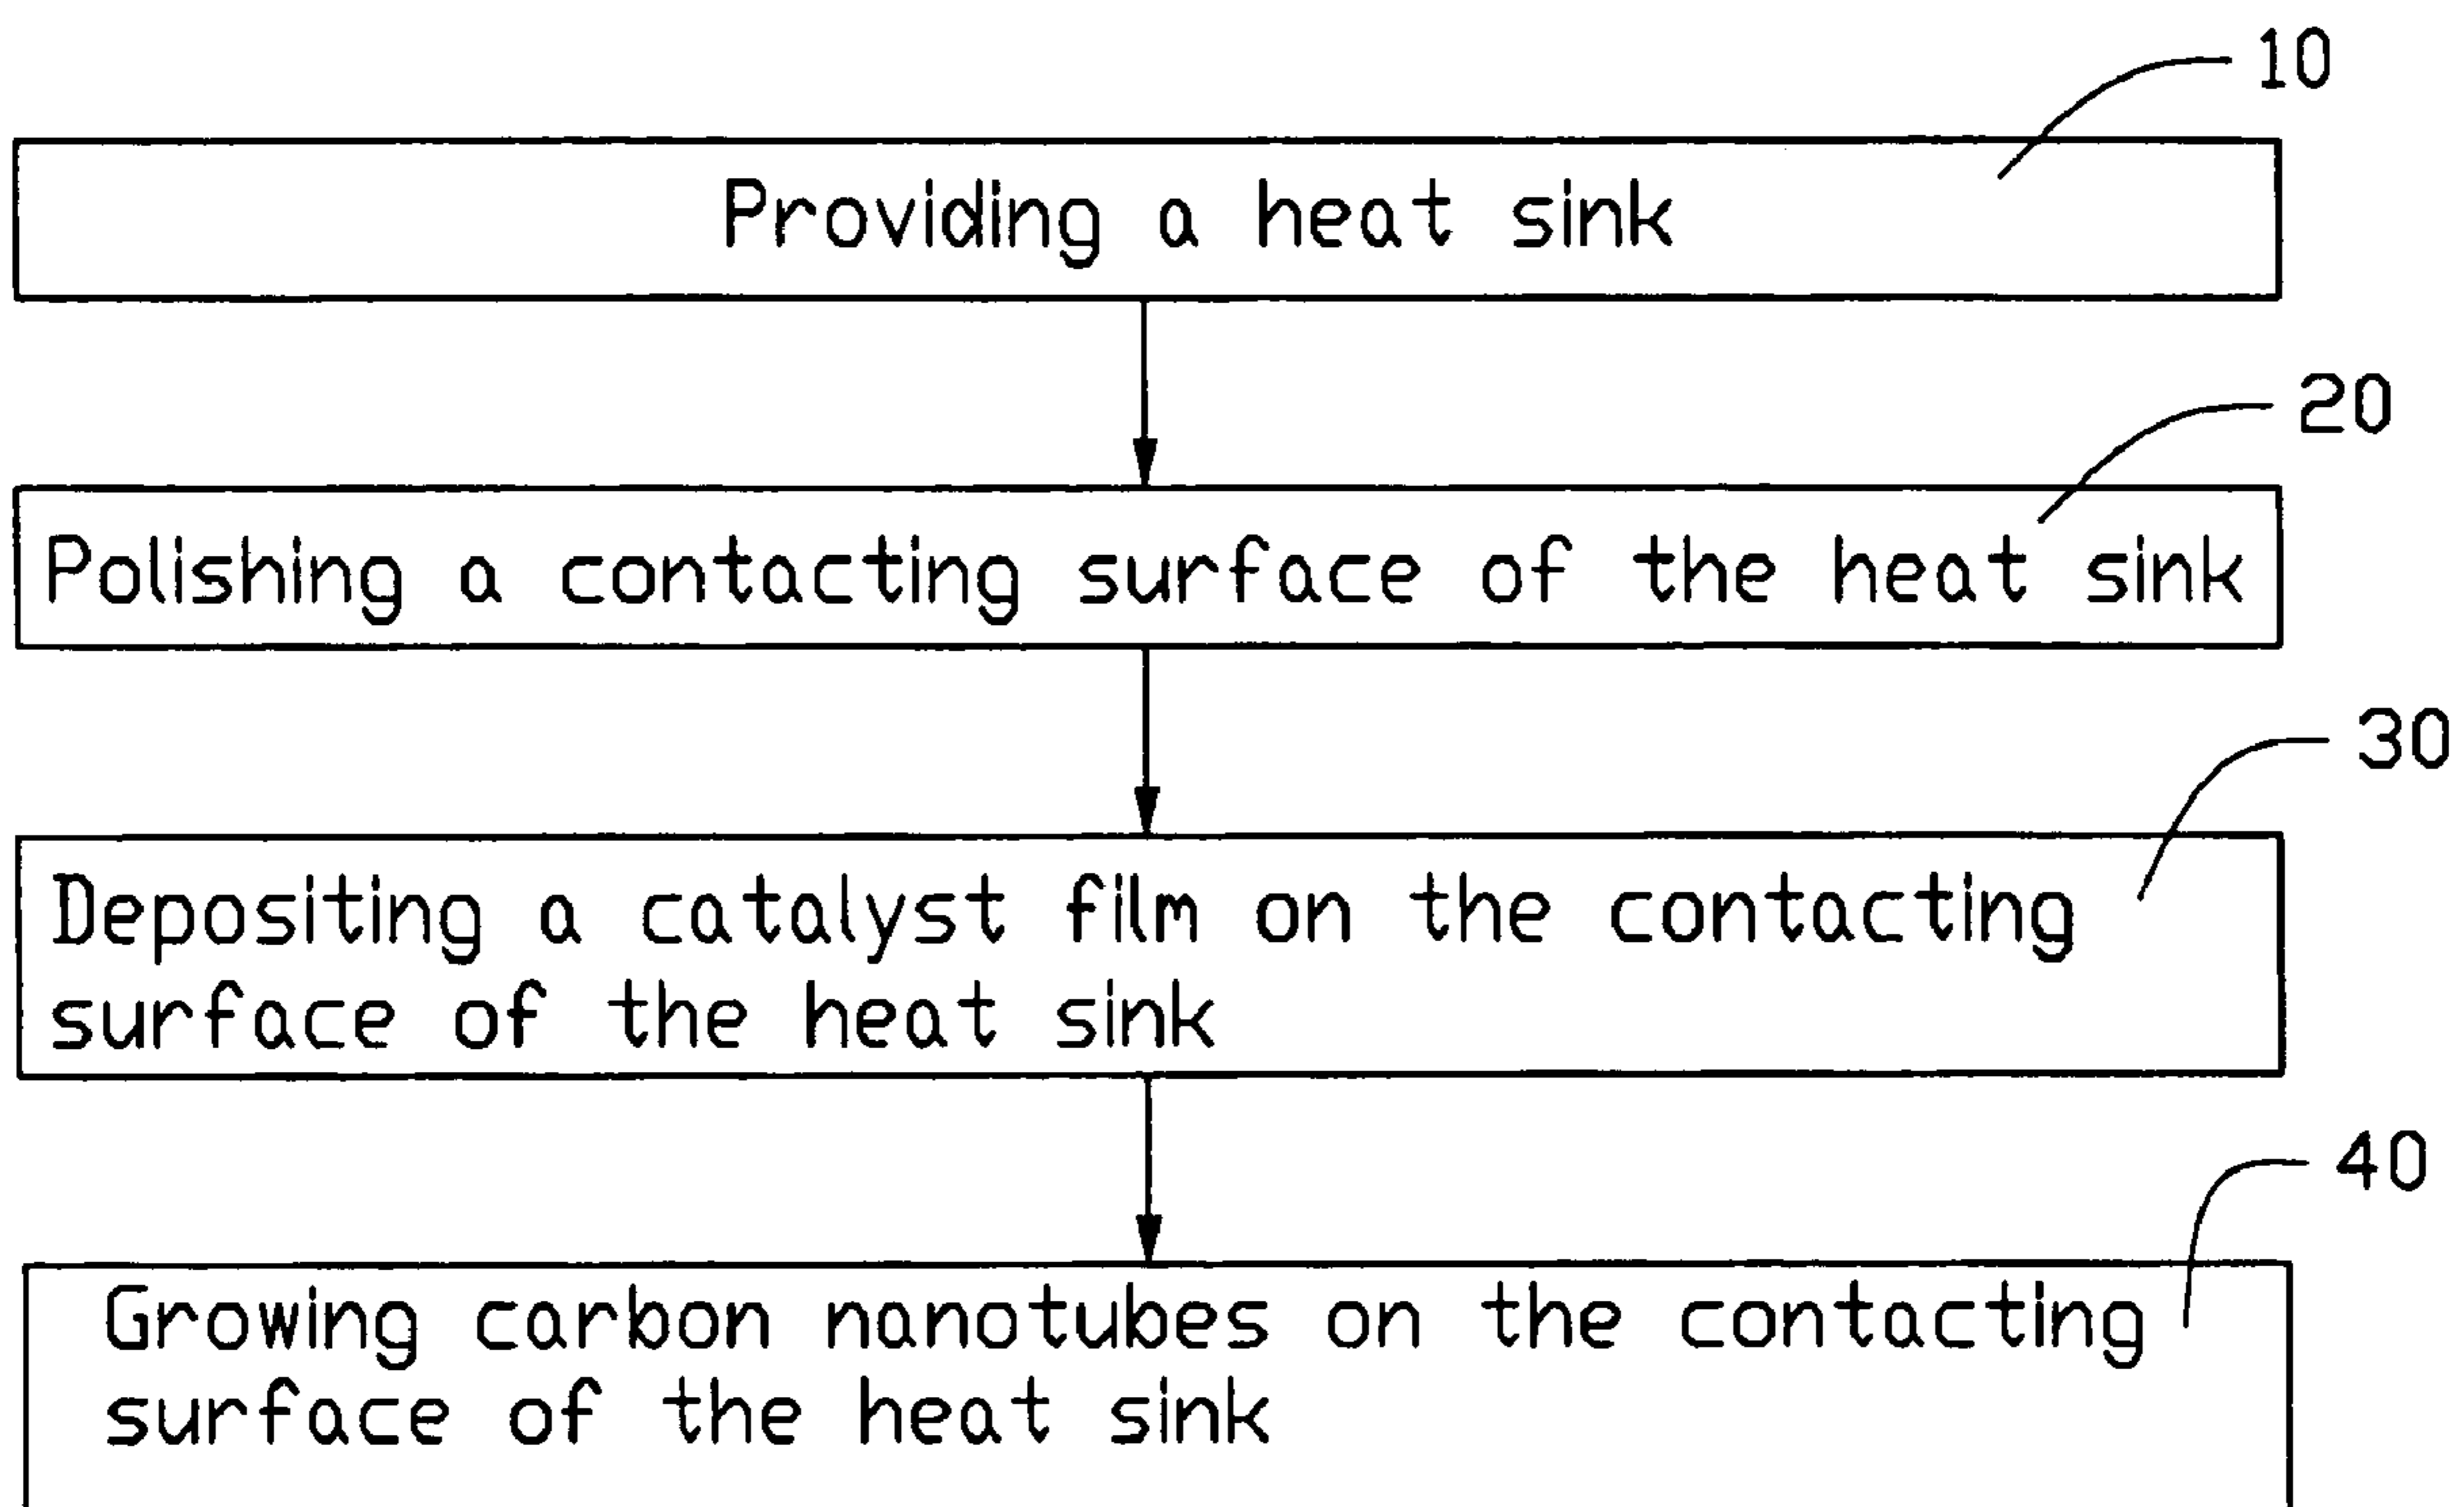 10
Providing a heat sink
20
Polishing a contacting surface of the heat sink
30
Depositing a catalyst film on the contacting
surface of the heat sink
40
Growing carbon nanotubes on the contacting
surface of the heat sink